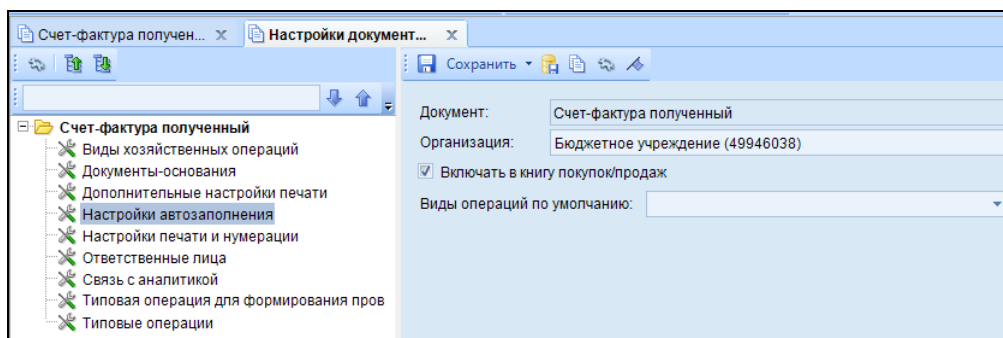 Счет-фактура получен... x Настройки документ... x
Сохранить
Счет-фактура полученный
Виды хозяйственных операций
Документы-основания
Дополнительные настройки печати
Настройки автозаполнения
Настройки печати и нумерации
Ответственные лица
Связь с аналитикой
Типовая операция для формирования пров
Типовые операции
Документ: Счет-фактура полученный
Организация: Бюджетное учреждение (49946038)
Включать в книгу покупок/продаж
Виды операций по умолчанию: